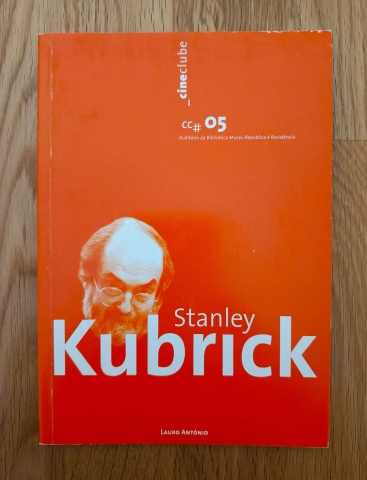 _cineclube
cc# 05
Auditório da Biblioteca Museu República e Resistência
Stanley
Kubrick
Lauro António